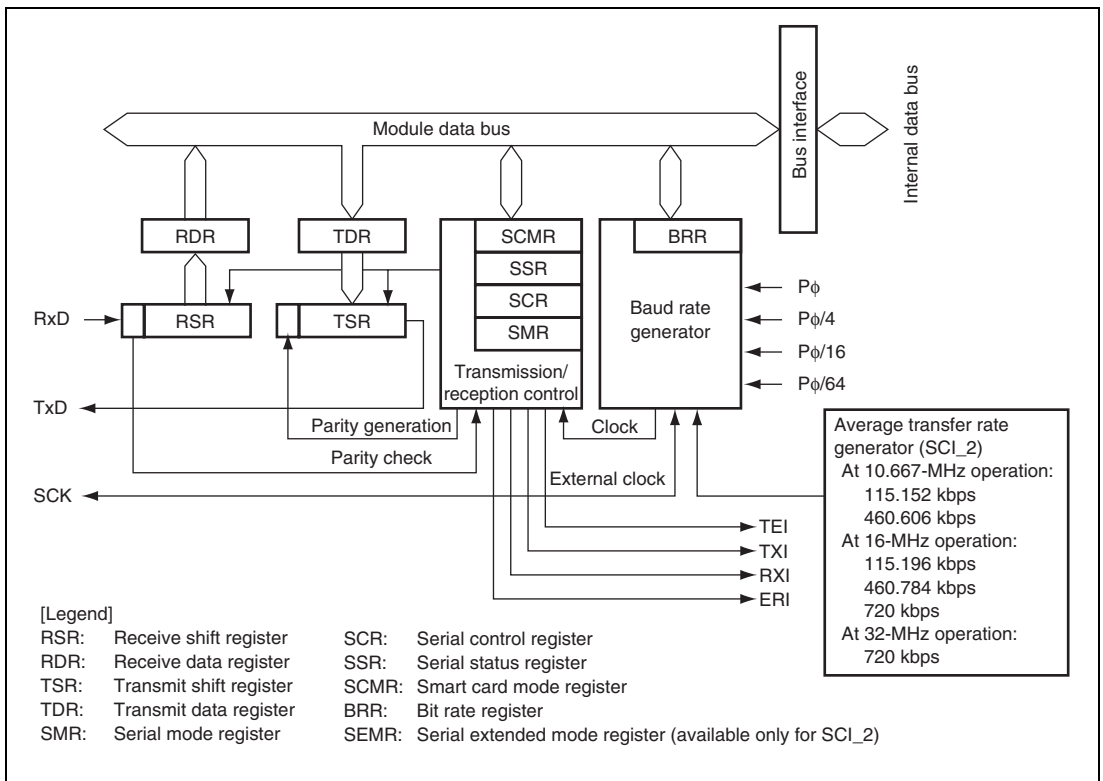 Module data bus
Bus interface
Internal data bus
RDR
TDR
SCMR
BRR
SSR
SCR
SMR
RxD
RSR
TSR
Baud rate
generator
Pϕ
Pϕ/4
Pϕ/16
Pϕ/64
Transmission/
reception control
TxD
Parity generation
Clock
Parity check
SCK
External clock
TEI
TXI
RXI
ERI
Average transfer rate
generator (SCI_2)
At 10.667-MHz operation:
115.152 kbps
460.606 kbps
At 16-MHz operation:
115.196 kbps
460.784 kbps
720 kbps
At 32-MHz operation:
720 kbps
[Legend]
RSR: Receive shift register
RDR: Receive data register
TSR: Transmit shift register
TDR: Transmit data register
SMR: Serial mode register
SCR: Serial control register
SSR: Serial status register
SCMR: Smart card mode register
BRR: Bit rate register
SEMR: Serial extended mode register (available only for SCI_2)